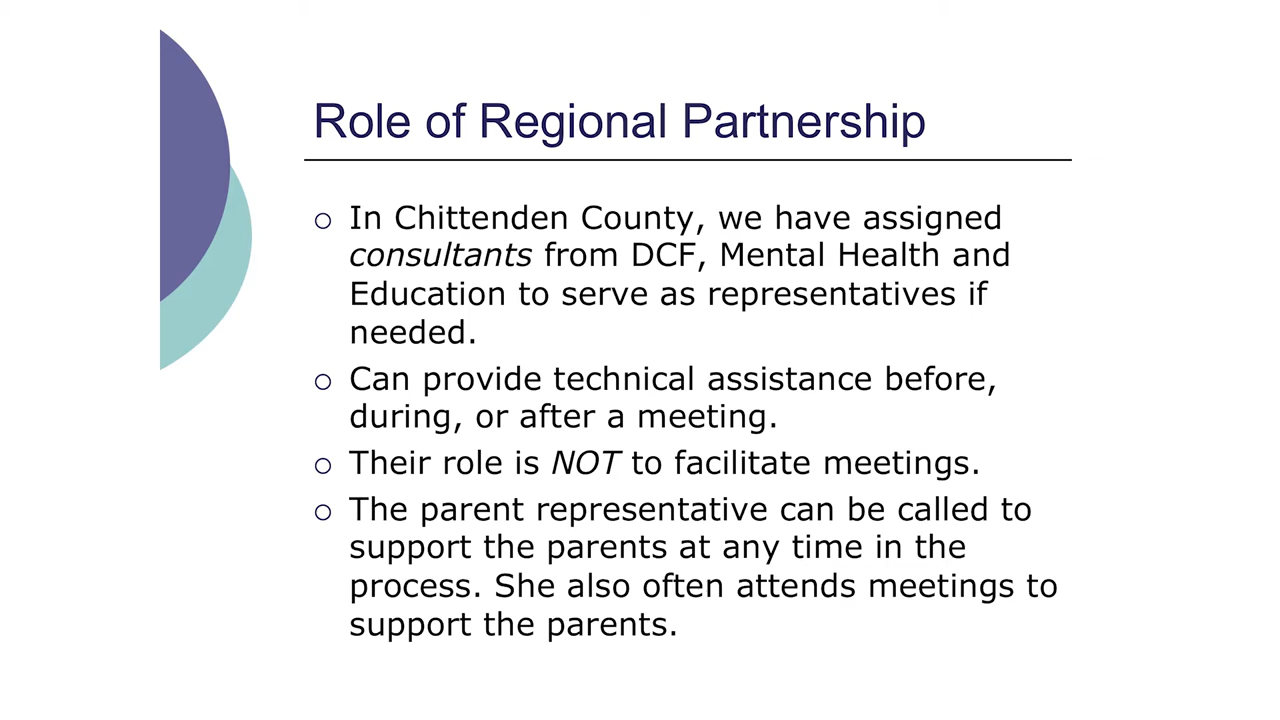 Role of Regional Partnership
In Chittenden County, we have assigned
consultants from DCF, Mental Health and
Education to serve as representatives if
needed.
Can provide technical assistance before,
during, or after a meeting.
Their role is NOT to facilitate meetings.
The parent representative can be called to
support the parents at any time in the
process. She also often attends meetings to
support the parents.